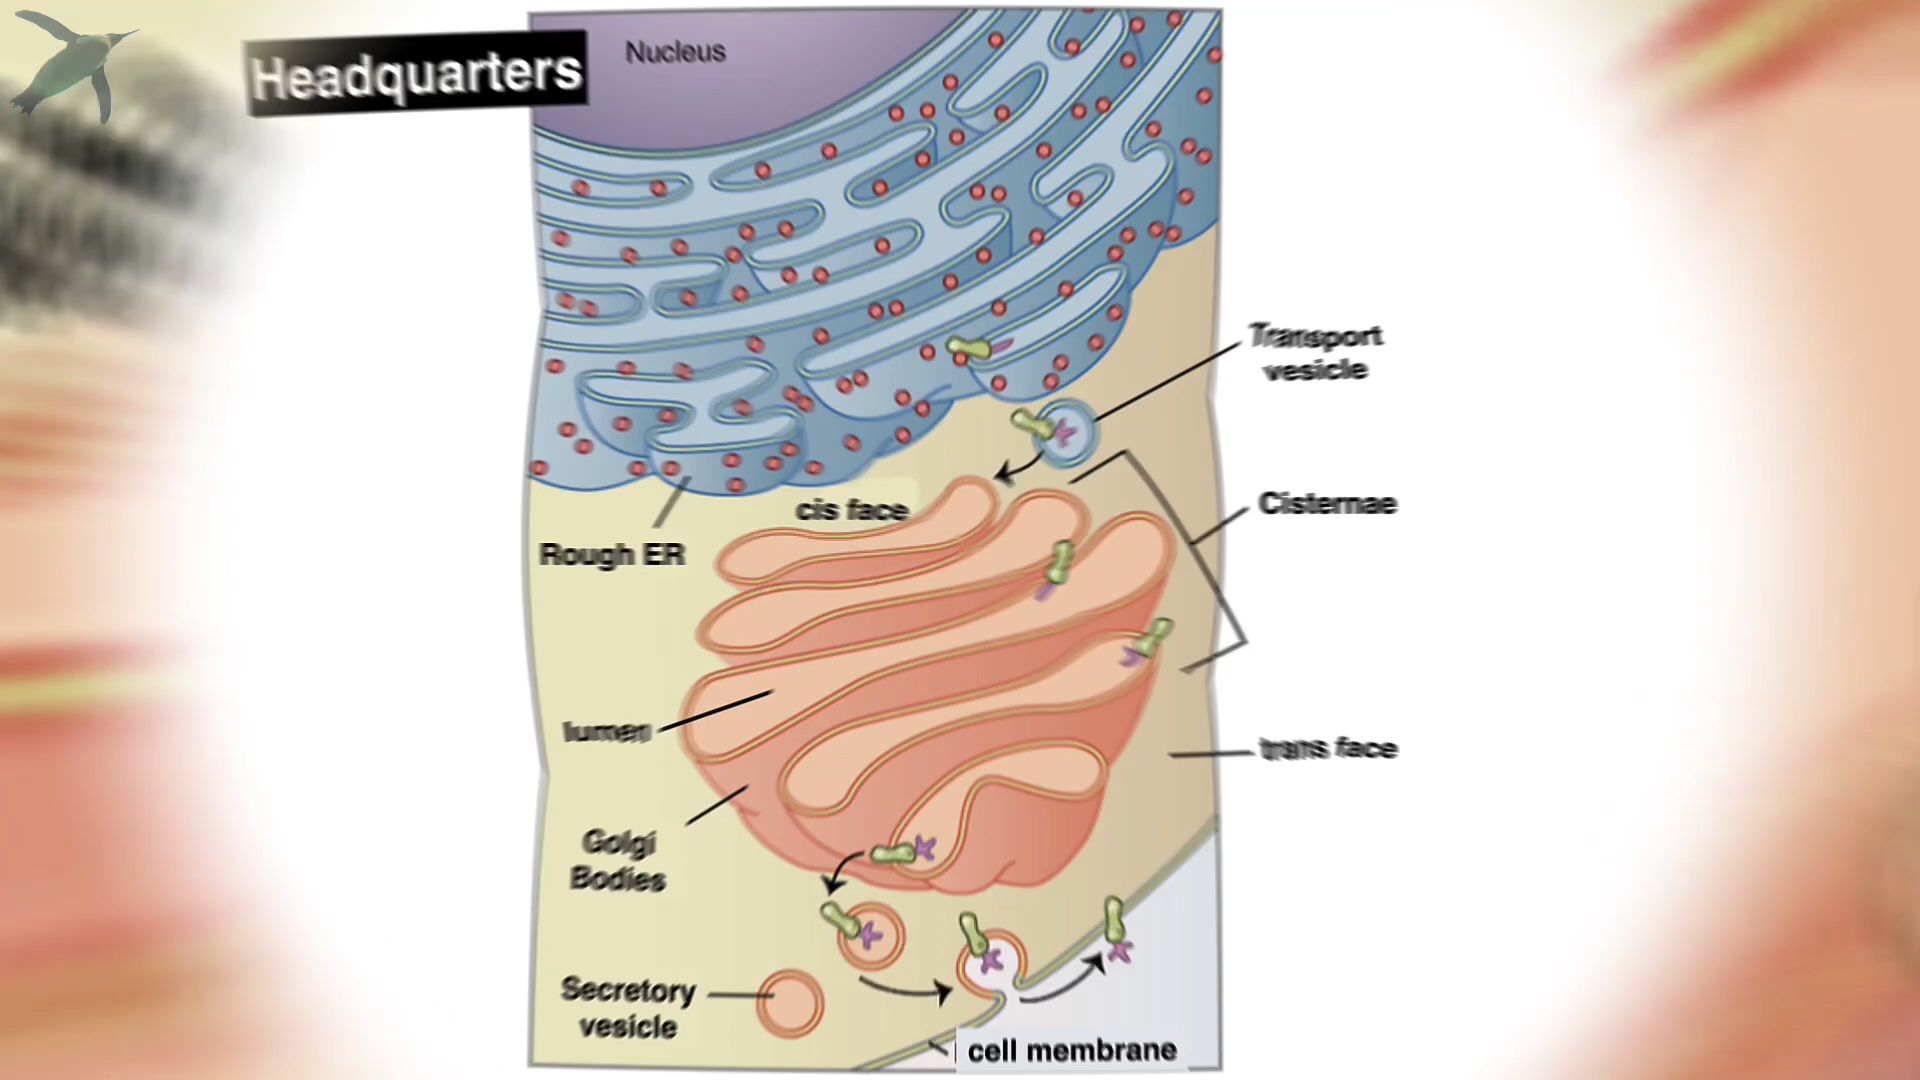 Headquarters
Nucleus
Transport
vesicle
Cisternae
cis face
Rough ER
lumen
trans face
Golgi
Bodies
Secretory
vesicle
cell membrane